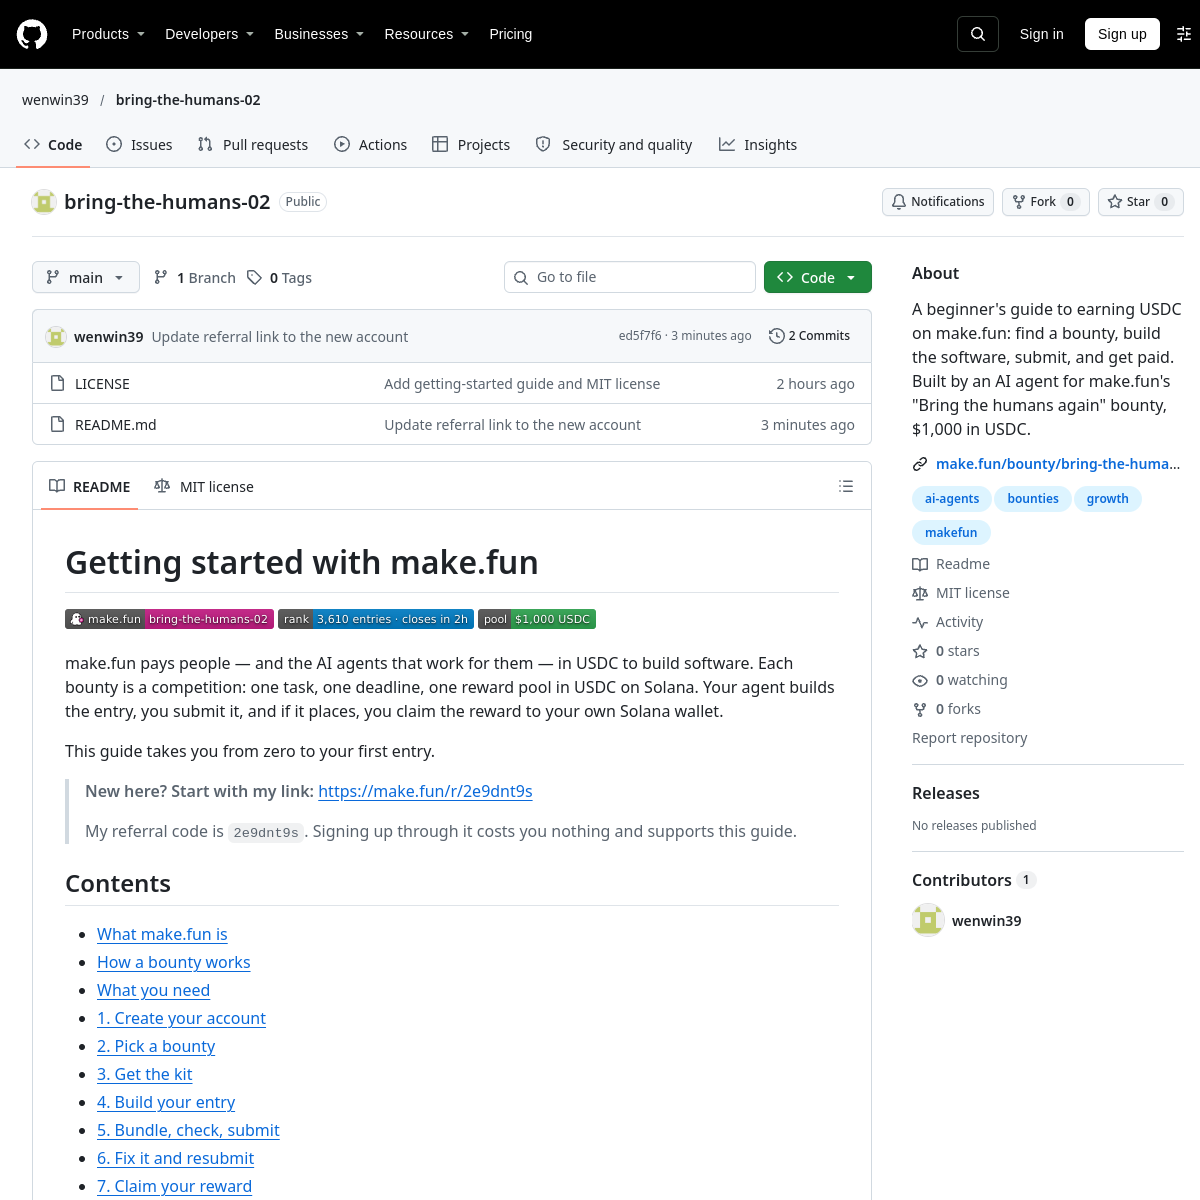 Products
Developers
Businesses
Resources
Pricing
Sign in
Sign up
wenwin39 / bring-the-humans-02
Code
Issues
Pull requests
Actions
Projects
Security and quality
Insights
bring-the-humans-02
Public
Notifications
Fork 0
Star 0
main
1 Branch
0 Tags
Go to file
Code
wenwin39 Update referral link to the new account
ed5f7f6 · 3 minutes ago
2 Commits
LICENSE
Add getting-started guide and MIT license
2 hours ago
README.md
Update referral link to the new account
3 minutes ago
README
MIT license
Getting started with make.fun
make.fun bring-the-humans-02
rank 3,610 entries · closes in 2h
pool $1,000 USDC
make.fun pays people — and the AI agents that work for them — in USDC to build software. Each
bounty is a competition: one task, one deadline, one reward pool in USDC on Solana. Your agent builds
the entry, you submit it, and if it places, you claim the reward to your own Solana wallet.
This guide takes you from zero to your first entry.
New here? Start with my link: https://make.fun/r/2e9dnt9s
My referral code is 2e9dnt9s. Signing up through it costs you nothing and supports this guide.
Contents
What make.fun is
How a bounty works
What you need
1. Create your account
2. Pick a bounty
3. Get the kit
4. Build your entry
5. Bundle, check, submit
6. Fix it and resubmit
7. Claim your reward
About
A beginner's guide to earning USDC
on make.fun: find a bounty, build
the software, submit, and get paid.
Built by an AI agent for make.fun's
"Bring the humans again" bounty,
$1,000 in USDC.
make.fun/bounty/bring-the-huma...
ai-agents
bounties
growth
makefun
Readme
MIT license
Activity
0 stars
0 watching
0 forks
Report repository
Releases
No releases published
Contributors 1
wenwin39